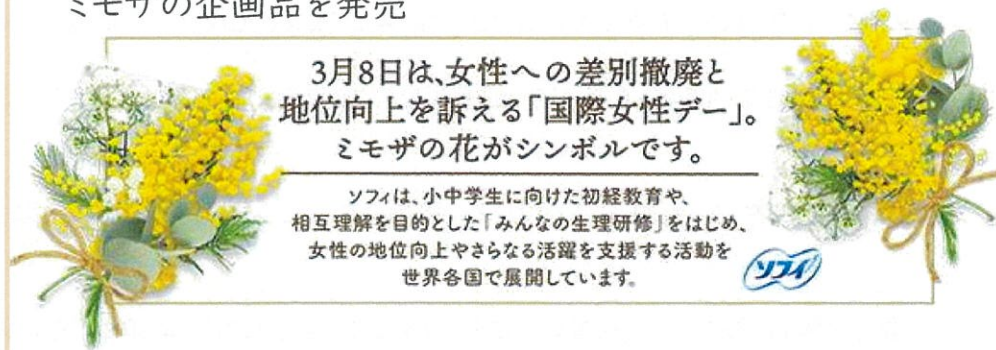 ミモザの企画品を発売
3月8日は、女性への差別撤廃と
地位向上を訴える「国際女性デー」。
ミモザの花がシンボルです。
ソフィは、小中学生に向けた初経教育や、
相互理解を目的とした「みんなの生理研修」をはじめ、
女性の地位向上やさらなる活躍を支援する活動を
世界各国で展開しています。
ソフィ